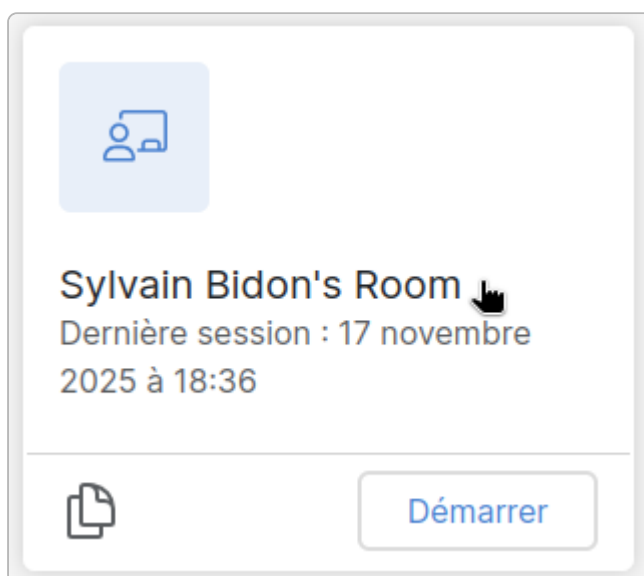 Sylvain Bidon's Room
Dernière session : 17 novembre
2025 à 18:36
Démarrer